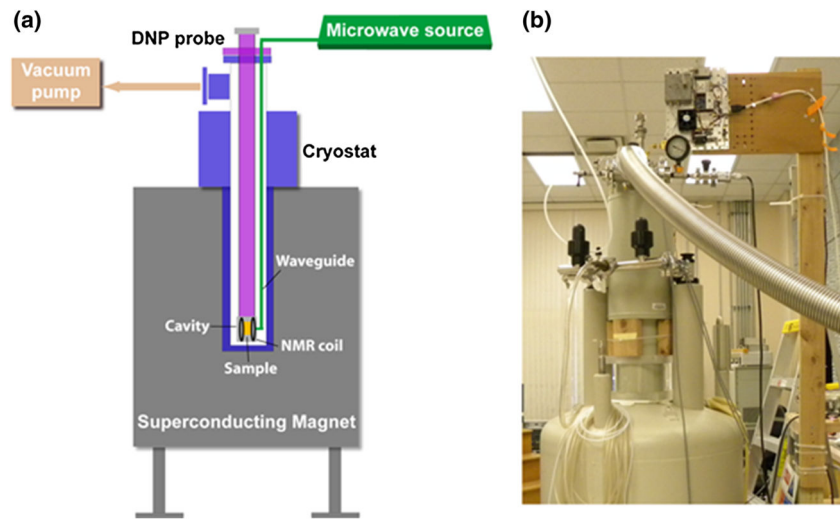 (a)
DNP probe
Microwave source
Vacuum
pump
Cryostat
Waveguide
Cavity
NMR coil
Sample
Superconducting Magnet
(b)